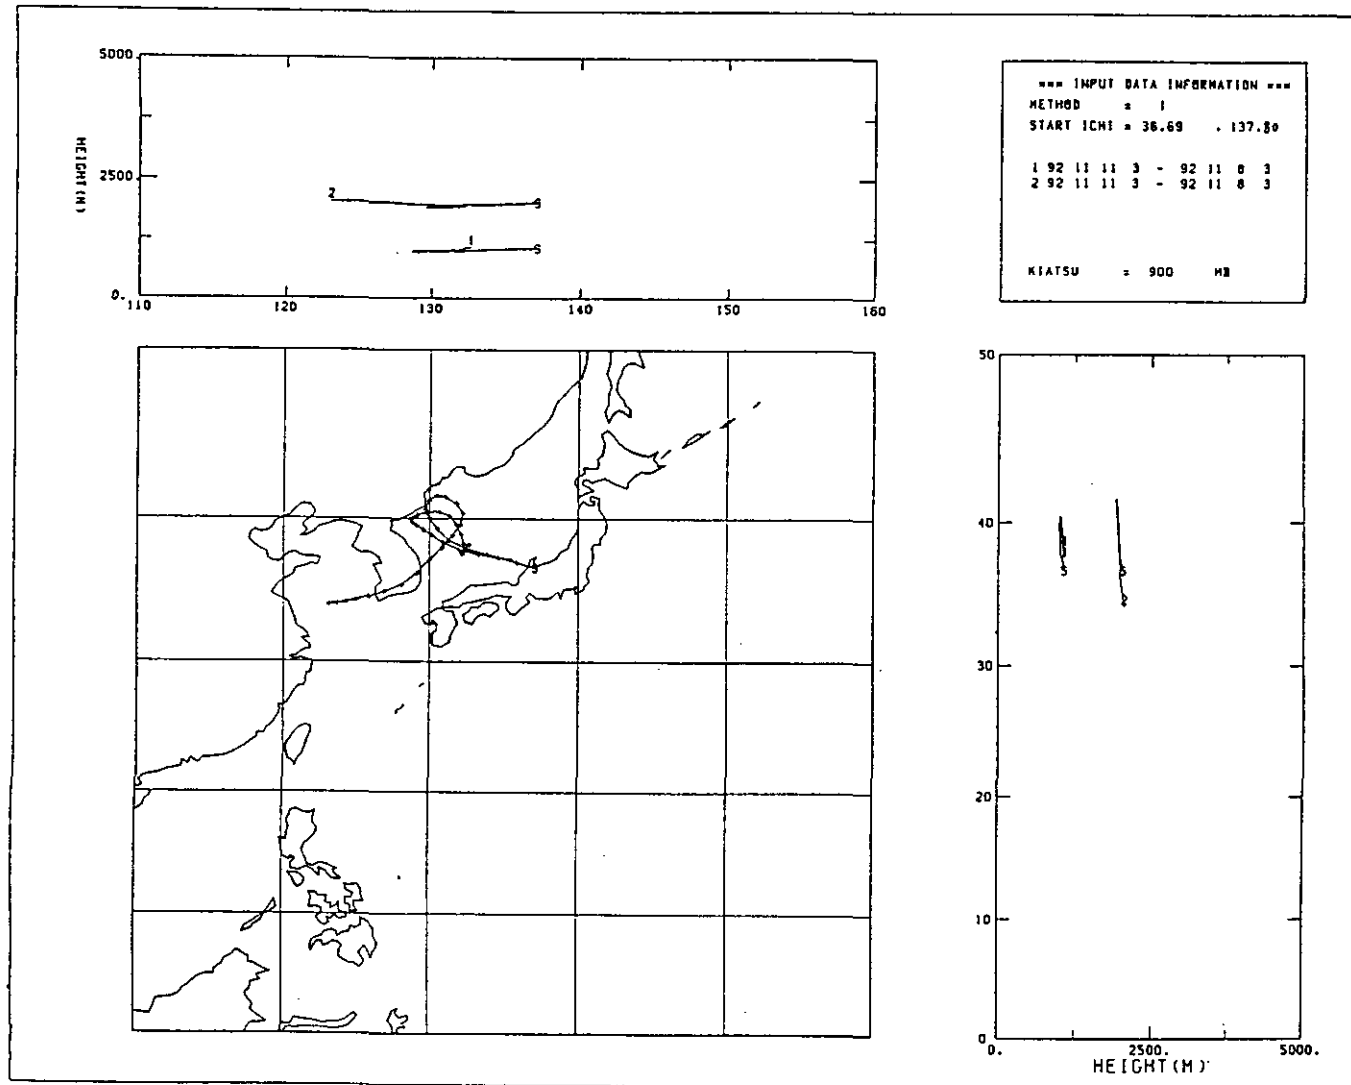 5000
2500
0.
HEIGHT(M)
110 120 130 140 150 160
2
S
1
S
*** INPUT DATA INFORMATION ***
METHOD = 1
START ICHI = 36.69 , 137.80
1 92 11 11 3 - 92 11 8 3
2 92 11 11 3 - 92 11 8 3
KIATSU = 900 MB
S
50
40
30
20
10
0
S
S
2
0. 2500. 5000.
HEIGHT(M)